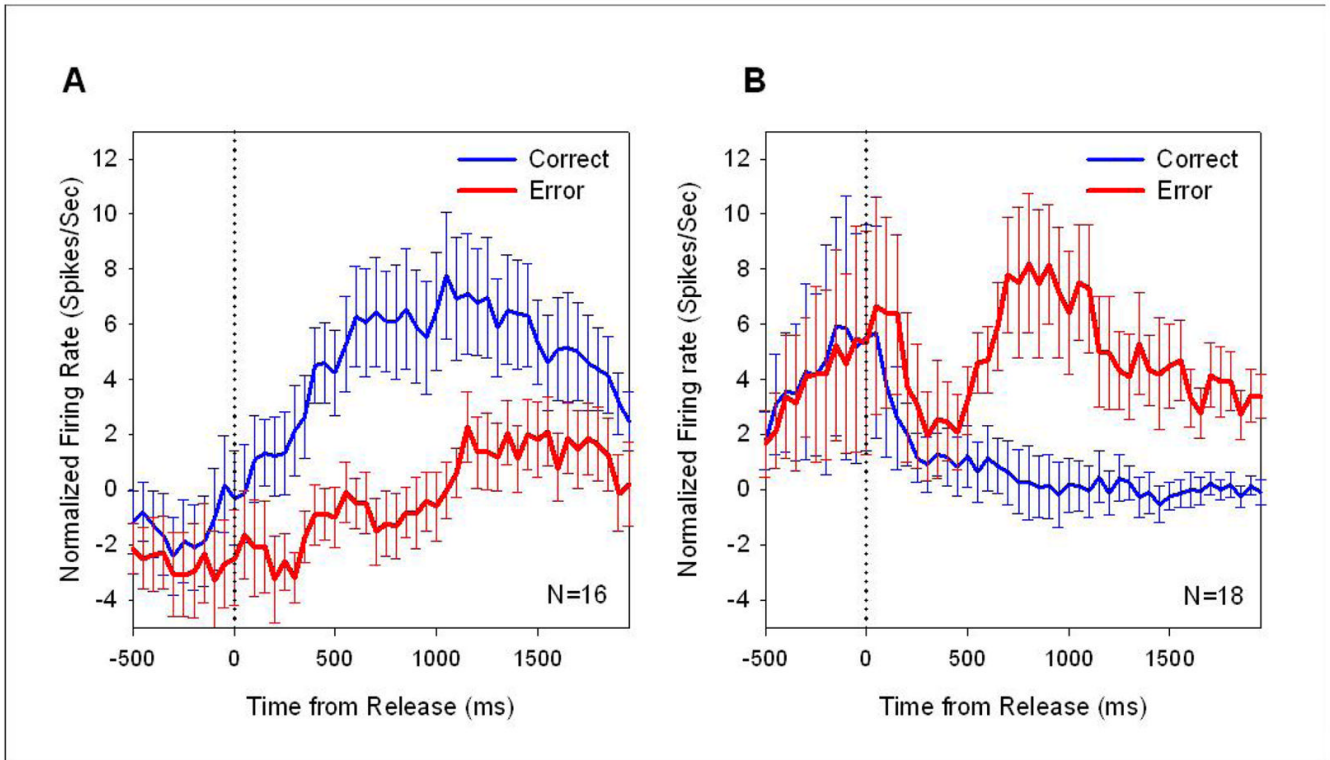 A
Normalized Firing Rate (Spikes/Sec)
12
10
8
6
4
2
0
-2
-4
Correct
Error
N=16
-500 0 500 1000 1500
Time from Release (ms)
B
Normalized Firing rate (Spikes/Sec)
12
10
8
6
4
2
0
-2
-4
Correct
Error
N=18
-500 0 500 1000 1500
Time from Release (ms)